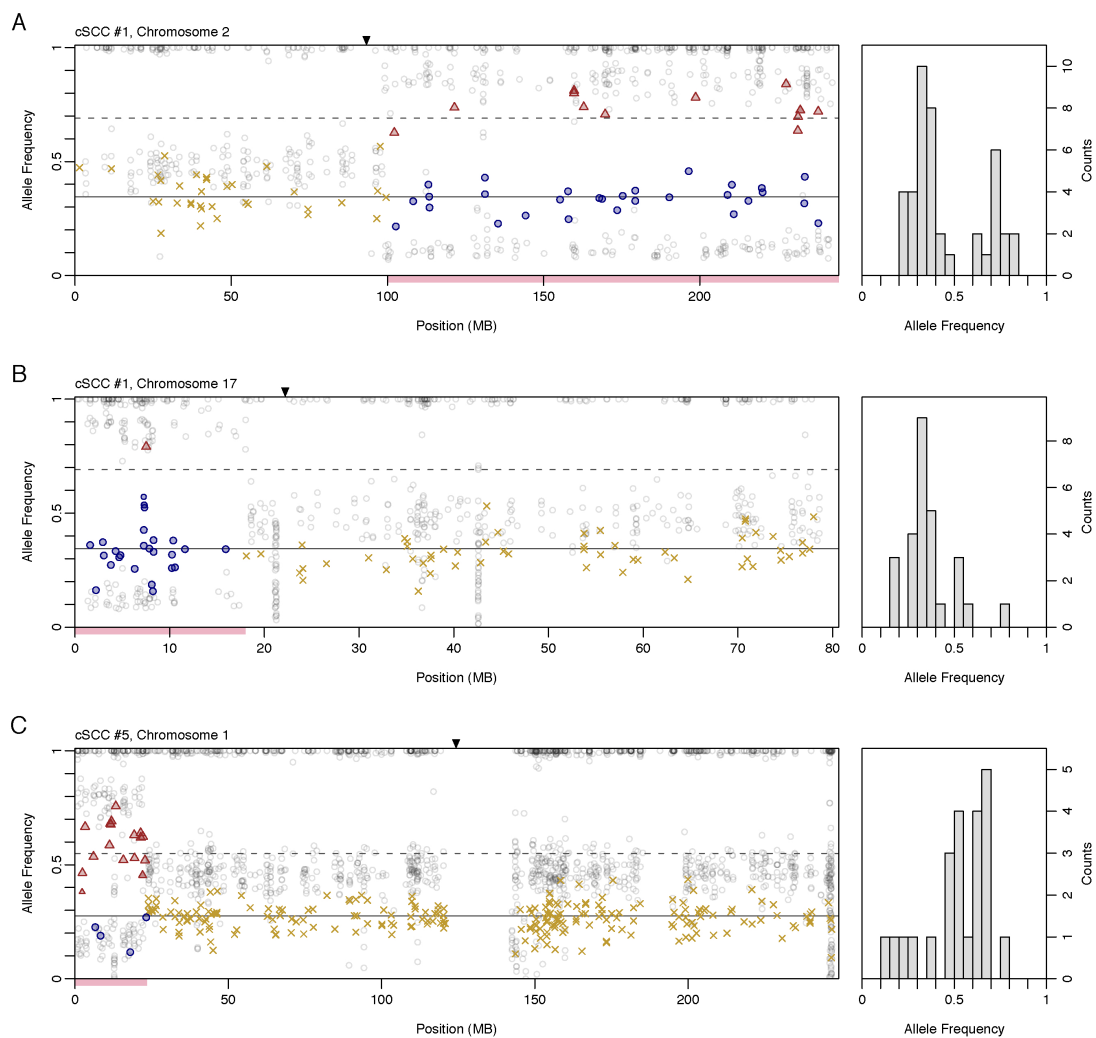 A
cSCC #1, Chromosome 2
Allele Frequency
0 0.5 1
0 50 100 150 200
Position (MB)
0 2 4 6 8 10
Counts
0 0.5 1
Allele Frequency
B
cSCC #1, Chromosome 17
Allele Frequency
0 0.5 1
0 10 20 30 40 50 60 70 80
Position (MB)
0 2 4 6 8
Counts
0 0.5 1
Allele Frequency
C
cSCC #5, Chromosome 1
Allele Frequency
0 0.5 1
0 50 100 150 200
Position (MB)
0 1 2 3 4 5
Counts
0 0.5 1
Allele Frequency